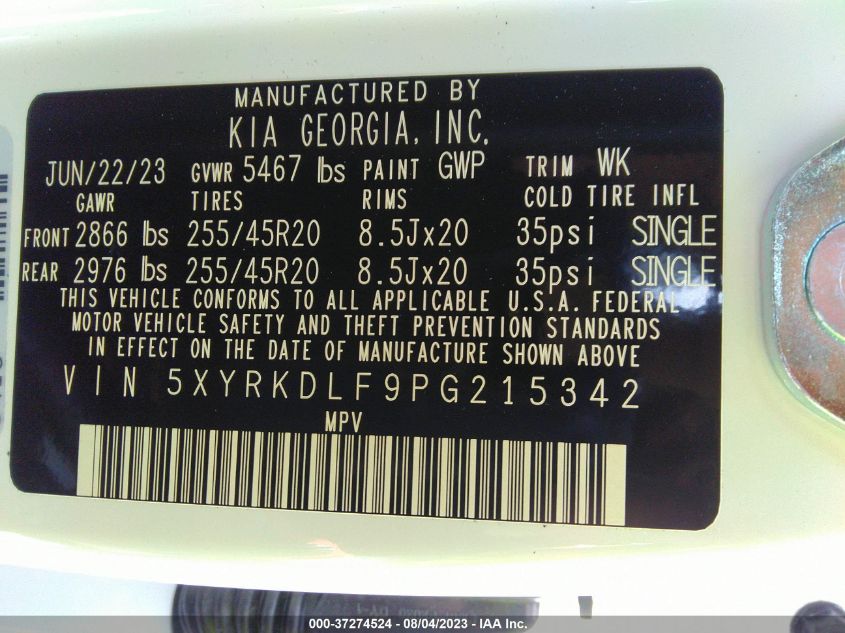 MANUFACTURED BY
KIA GEORGIA, INC.
JUN/22/23 GVWR 5467 lbs PAINT GWP TRIM WK
GAWR TIRES RIMS COLD TIRE INFL
FRONT 2866 lbs 255/45R20 8.5Jx20 35psi SINGLE
REAR 2976 lbs 255/45R20 8.5Jx20 35psi SINGLE
THIS VEHICLE CONFORMS TO ALL APPLICABLE U.S.A. FEDERAL
MOTOR VEHICLE SAFETY AND THEFT PREVENTION STANDARDS
IN EFFECT ON THE DATE OF MANUFACTURE SHOWN ABOVE
VIN 5XYRKDLF9PG215342
MPV
000-37274524 - 08/04/2023 - IAA Inc.